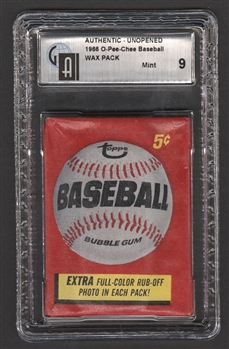 AUTHENTIC - UNOPENED
1966 O-Pee-Chee Baseball
WAX PACK
Mint 9
GAI
5¢
Topps
BASEBALL
BUBBLE GUM
EXTRA FULL-COLOR RUB-OFF
PHOTO IN EACH PACK!